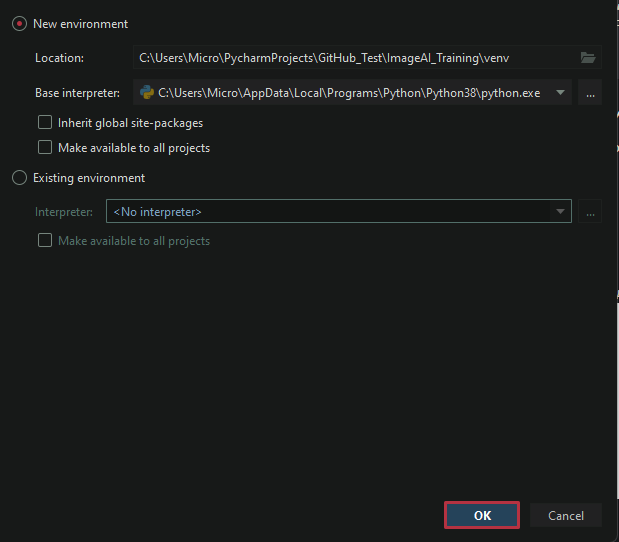 New environment
Location: C:\Users\Micro\PycharmProjects\GitHub_Test\ImageAI_Training\venv
Base interpreter: C:\Users\Micro\AppData\Local\Programs\Python\Python38\python.exe ...
Inherit global site-packages
Make available to all projects
Existing environment
Interpreter: <No interpreter> ...
Make available to all projects
OK Cancel